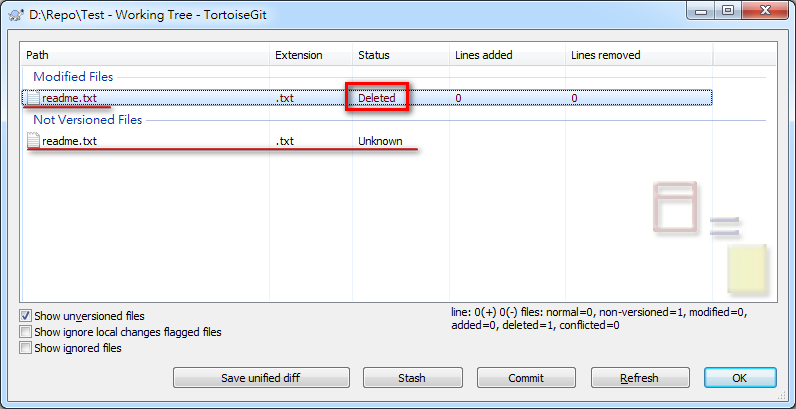 D:\Repo\Test - Working Tree - TortoiseGit
Path Extension Status Lines added Lines removed
Modified Files
readme.txt .txt Deleted 0 0
Not Versioned Files
readme.txt .txt Unknown
Show unversioned files
Show ignore local changes flagged files
Show ignored files
line: 0(+) 0(-) files: normal=0, non-versioned=1, modified=0,
added=0, deleted=1, conflicted=0
Save unified diff Stash Commit Refresh OK